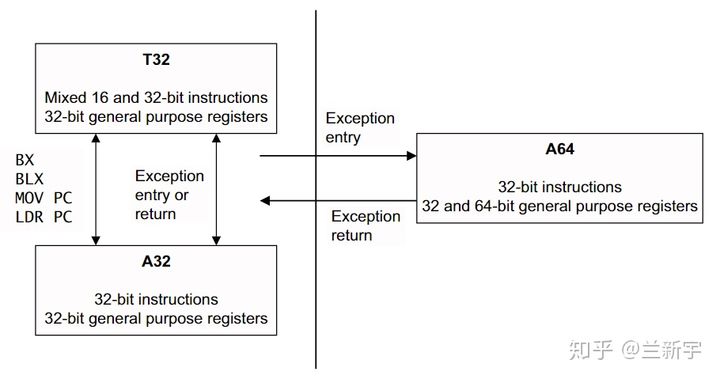 T32
Mixed 16 and 32-bit instructions
32-bit general purpose registers
BX
BLX
MOV PC
LDR PC
Exception
entry or
return
A32
32-bit instructions
32-bit general purpose registers
Exception
entry
Exception
return
A64
32-bit instructions
32 and 64-bit general purpose registers
知乎 @兰新宇